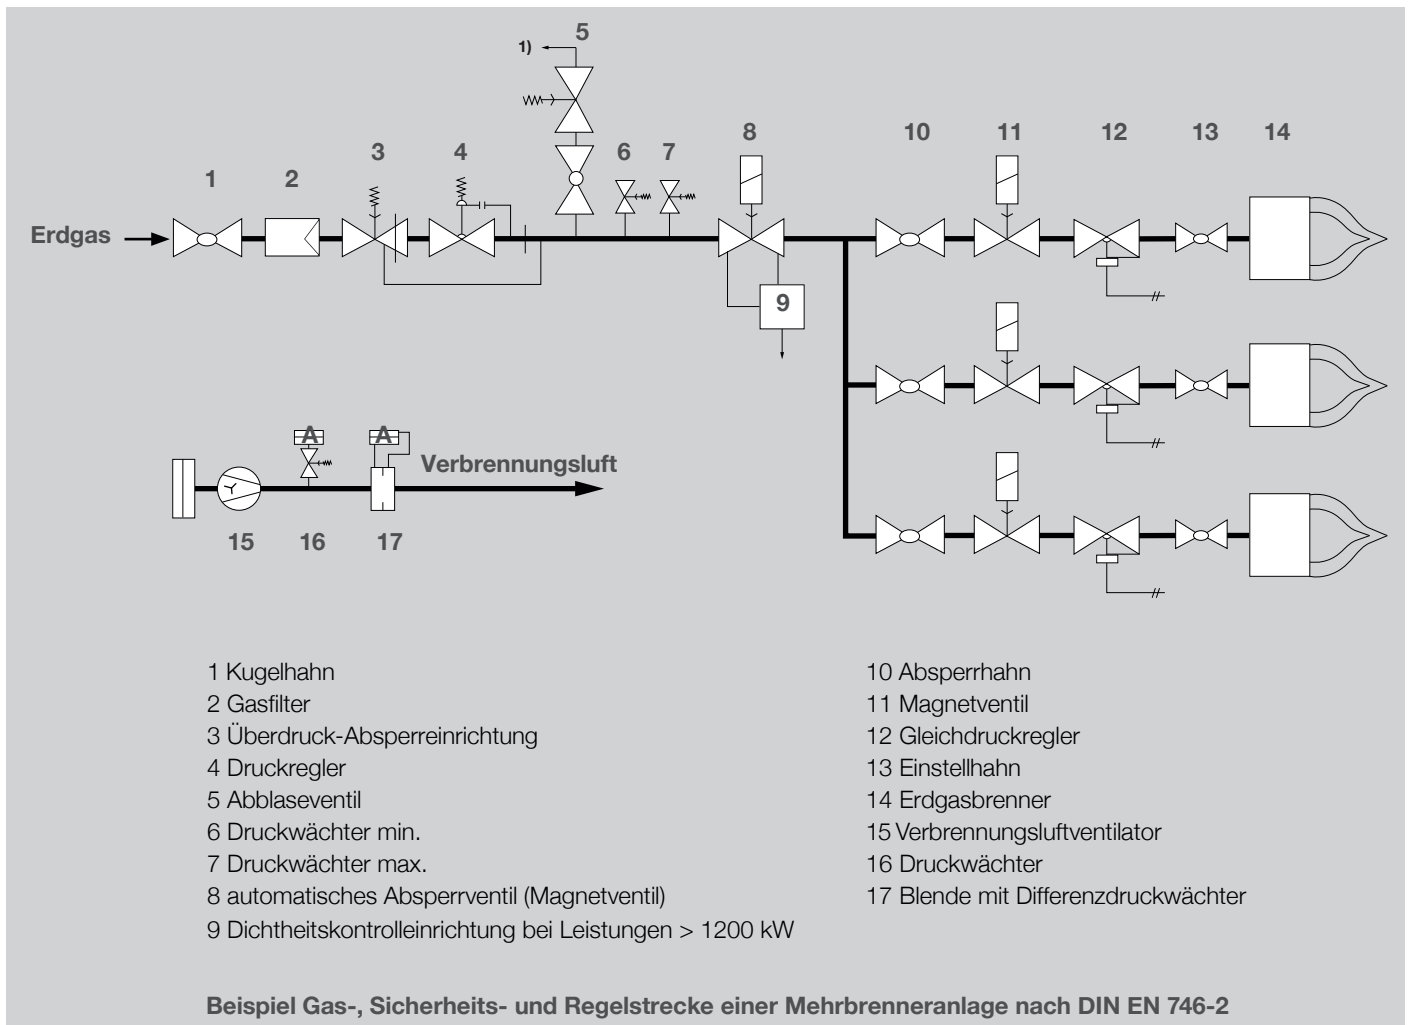 1) 5
8 10 11 12 13 14
3 4 6 7
1 2
Erdgas
9
A A
Verbrennungsluft
15 16 17
1 Kugelhahn
2 Gasfilter
3 Überdruck-Absperreinrichtung
4 Druckregler
5 Abblaseventil
6 Druckwächter min.
7 Druckwächter max.
8 automatisches Absperrventil (Magnetventil)
9 Dichtheitskontrolleinrichtung bei Leistungen > 1200 kW
10 Absperrhahn
11 Magnetventil
12 Gleichdruckregler
13 Einstellhahn
14 Erdgasbrenner
15 Verbrennungsluftventilator
16 Druckwächter
17 Blende mit Differenzdruckwächter
Beispiel Gas-, Sicherheits- und Regelstrecke einer Mehrbrenneranlage nach DIN EN 746-2